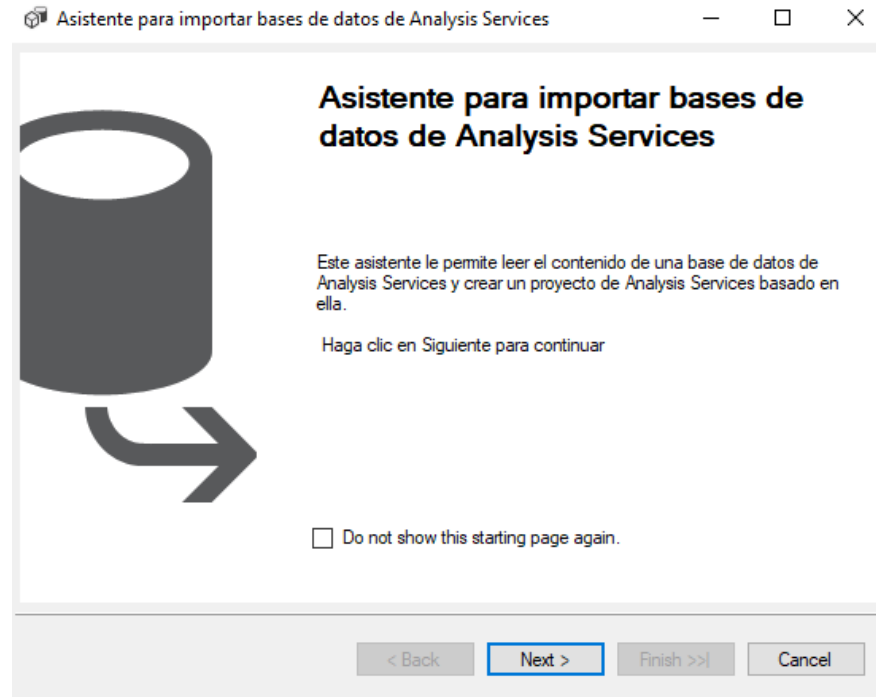 Asistente para importar bases de datos de Analysis Services
Asistente para importar bases de
datos de Analysis Services
Este asistente le permite leer el contenido de una base de datos de
Analysis Services y crear un proyecto de Analysis Services basado en
ella.
Haga clic en Siguiente para continuar
Do not show this starting page again.
< Back
Next >
Finish >>|
Cancel